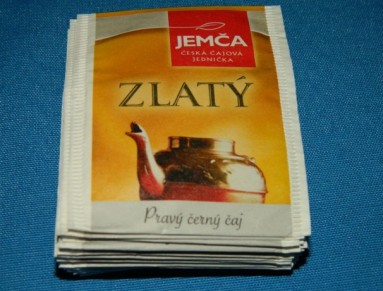 JEMČA
ČESKÁ ČAJOVÁ
JEDNIČKA
ZLATÝ
Pravý černý čaj